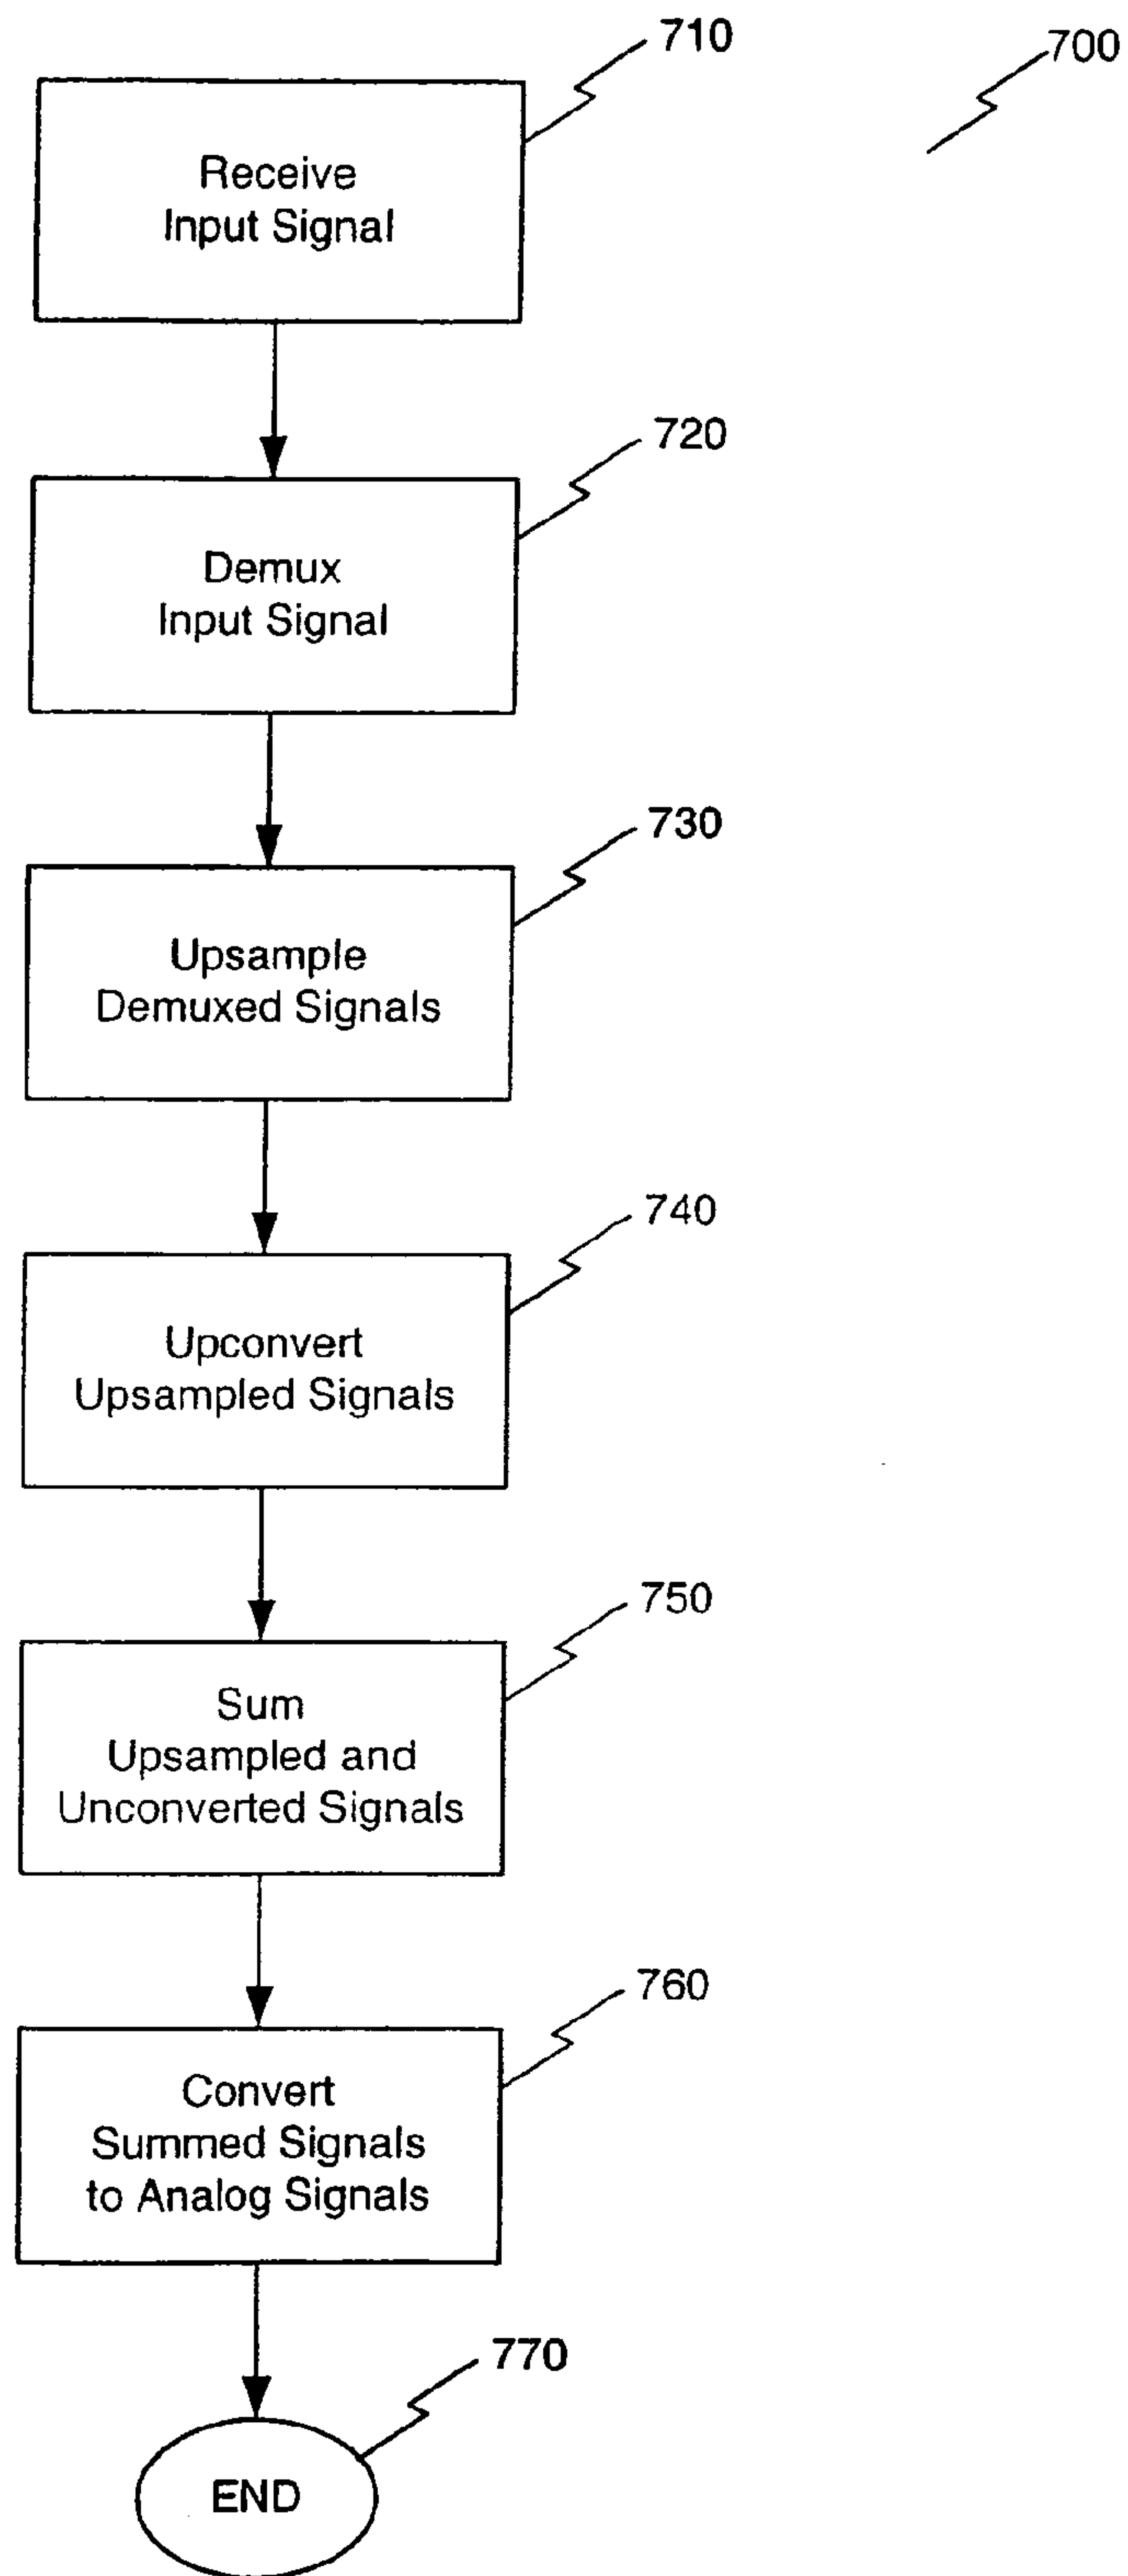 710
700
Receive
Input Signal
720
Demux
Input Signal
730
Upsample
Demuxed Signals
740
Upconvert
Upsampled Signals
750
Sum
Upsampled and
Unconverted Signals
760
Convert
Summed Signals
to Analog Signals
770
END